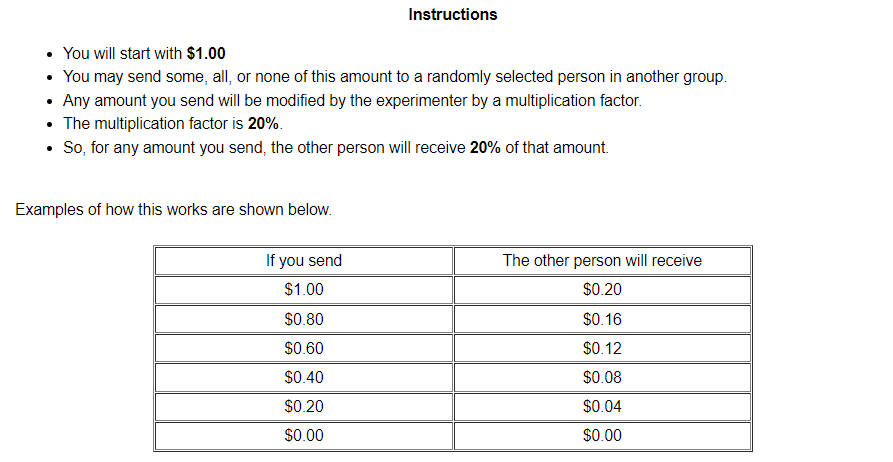 Instructions
• You will start with $1.00
• You may send some, all, or none of this amount to a randomly selected person in another group.
• Any amount you send will be modified by the experimenter by a multiplication factor.
• The multiplication factor is 20%.
• So, for any amount you send, the other person will receive 20% of that amount.
Examples of how this works are shown below.
If you send The other person will receive
$1.00 $0.20
$0.80 $0.16
$0.60 $0.12
$0.40 $0.08
$0.20 $0.04
$0.00 $0.00